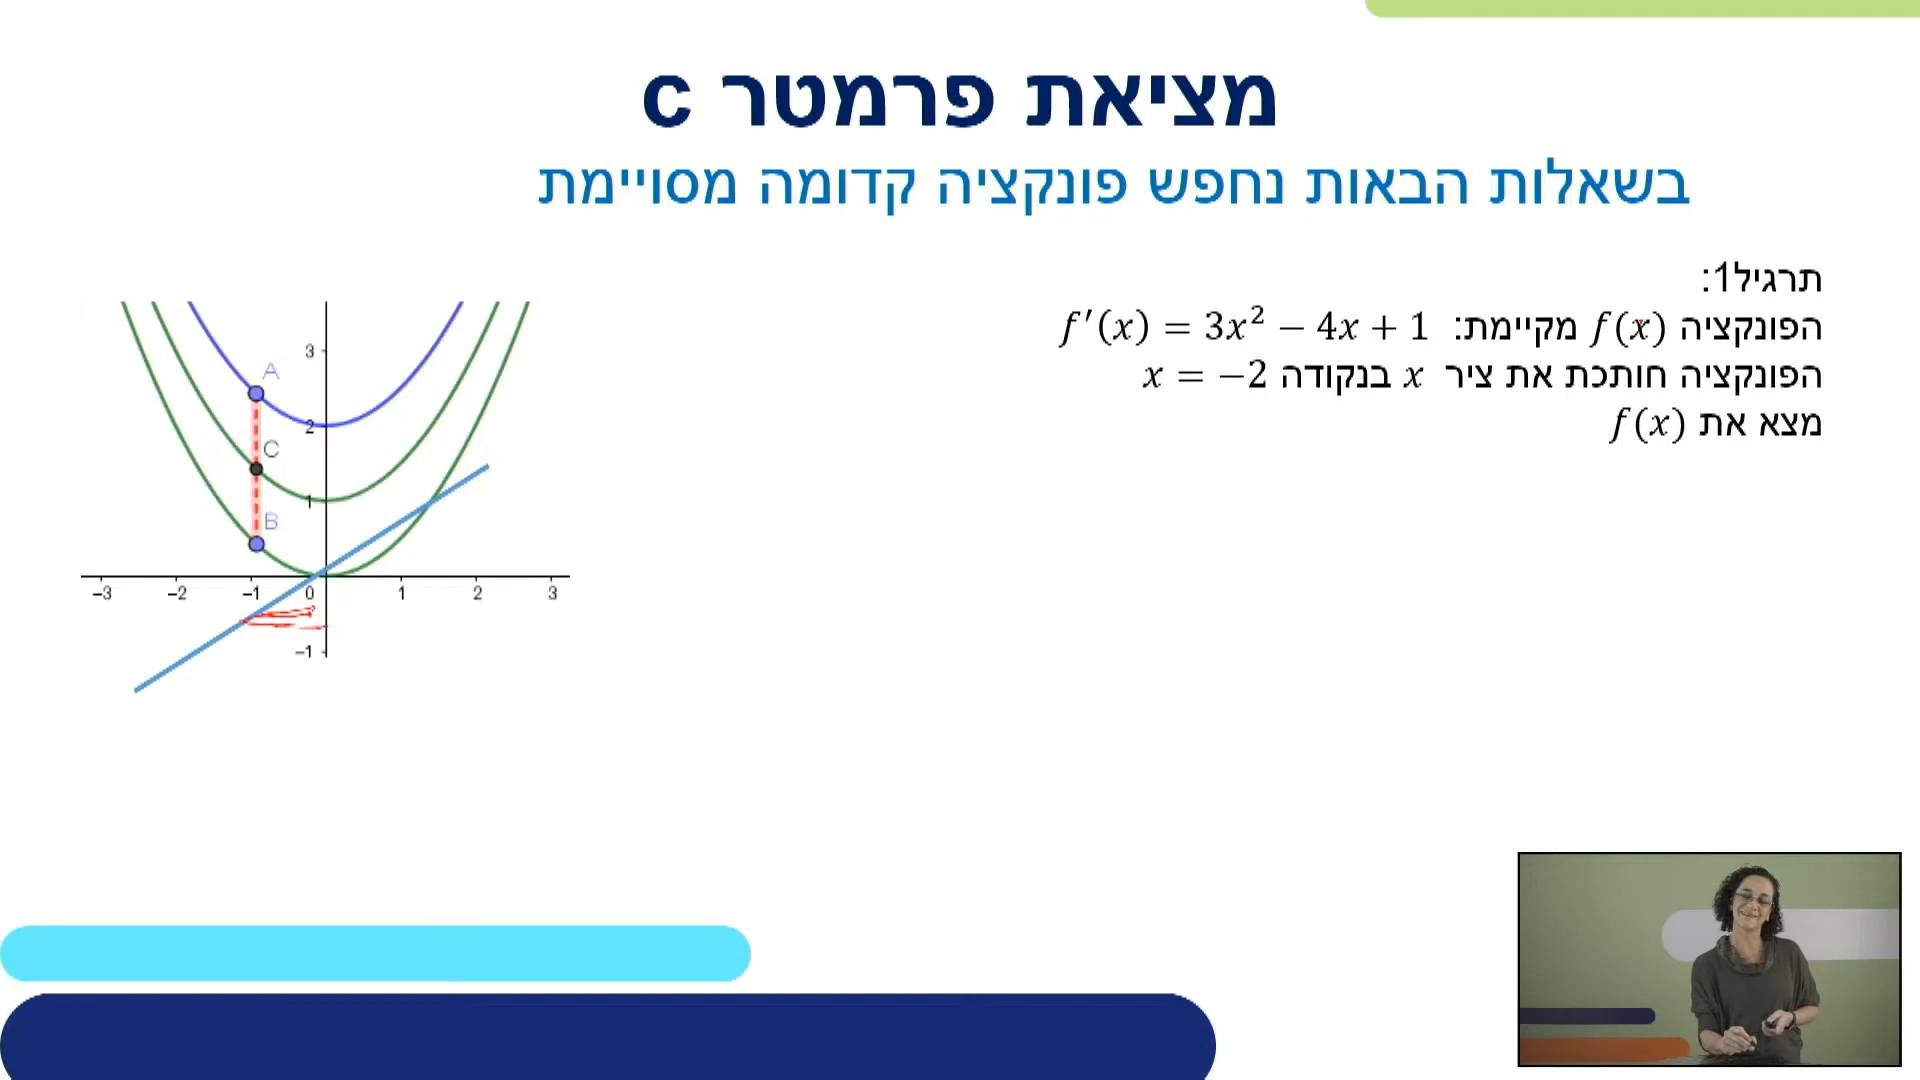 מציאת פרמטר c
בשאלות הבאות נחפש פונקציה קדומה מסויימת
תרגיל1:
הפונקציה f(x) מקיימת: f′(x) = 3x² − 4x + 1
הפונקציה חותכת את ציר x בנקודה x = −2
מצא את f(x)
3
A
2
C
1
B
−3 −2 −1 0 1 2 3
−1